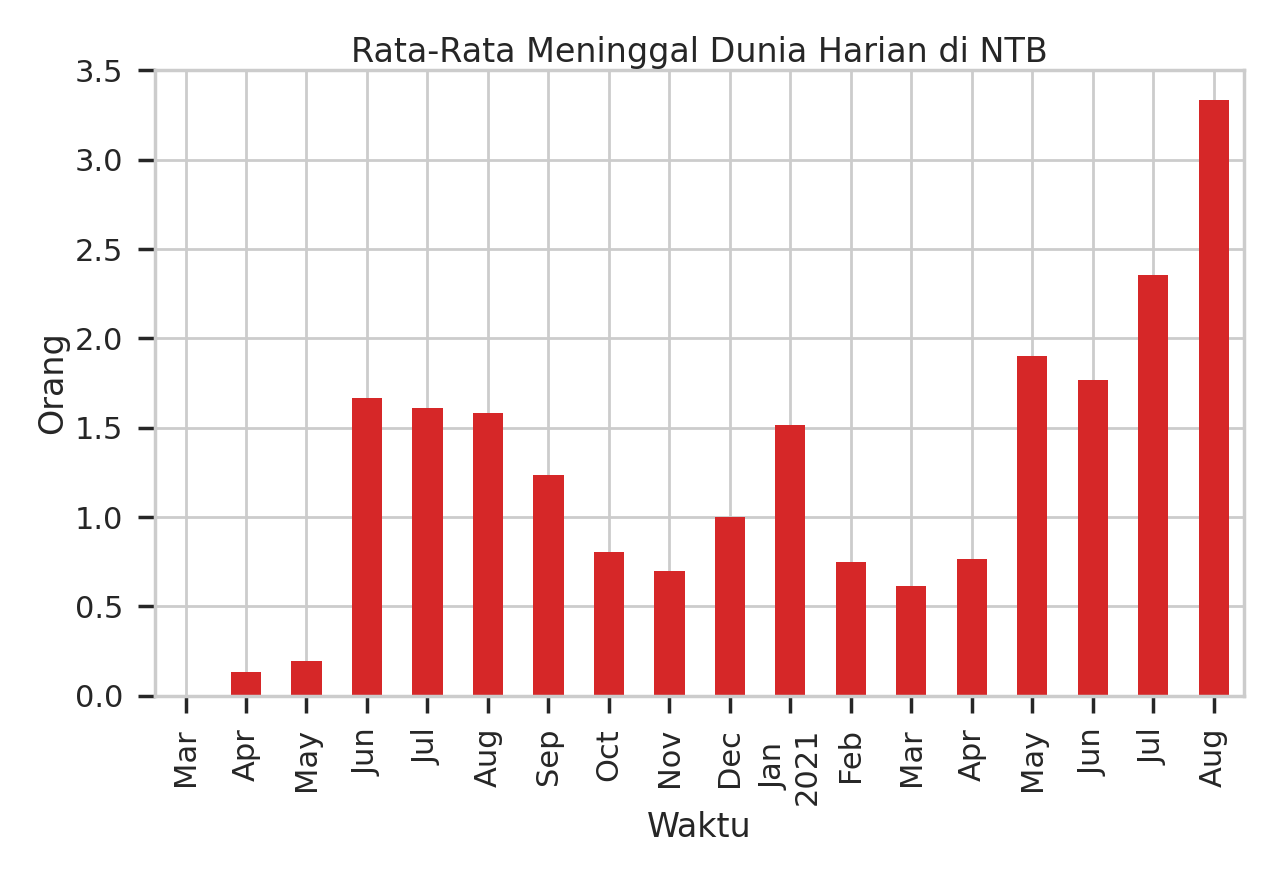 Rata-Rata Meninggal Dunia Harian di NTB
3.5
3.0
2.5
2.0
1.5
1.0
0.5
0.0
Orang
Mar
Apr
May
Jun
Jul
Aug
Sep
Oct
Nov
Dec
Jan
2021
Feb
Mar
Apr
May
Jun
Jul
Aug
Waktu